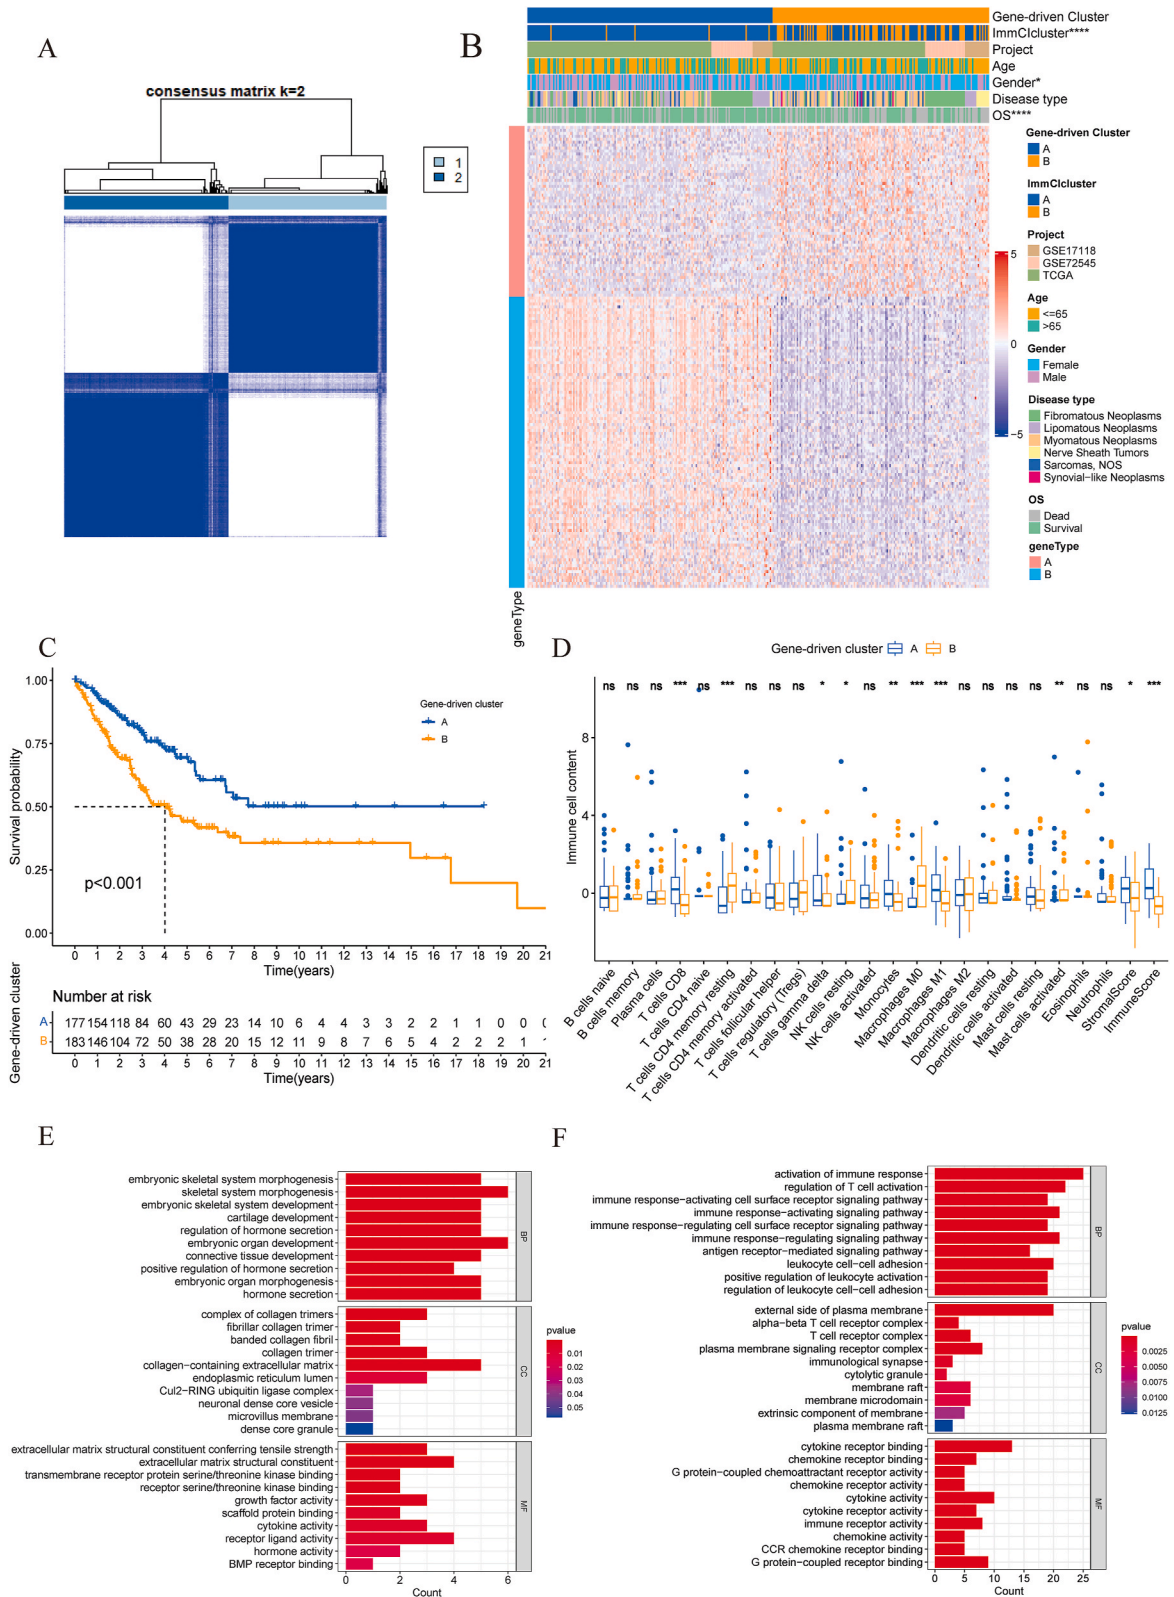 A
consensus matrix k=2
1
2
B
Gene-driven Cluster
ImmCIcluster****
Project
Age
Gender*
Disease type
OS****
geneType
5
0
−5
Gene-driven Cluster
A
B
ImmCIcluster
A
B
Project
GSE17118
GSE72545
TCGA
Age
<=65
>65
Gender
Female
Male
Disease type
Fibromatous Neoplasms
Lipomatous Neoplasms
Myomatous Neoplasms
Nerve Sheath Tumors
Sarcomas, NOS
Synovial−like Neoplasms
OS
Dead
Survival
geneType
A
B
C
Survival probability
1.00
0.75
0.50
0.25
0.00
p<0.001
Gene-driven cluster
A
B
0 1 2 3 4 5 6 7 8 9 10 11 12 13 14 15 16 17 18 19 20 21
Time(years)
Gene-driven cluster
Number at risk
A 177 154 118 84 60 43 29 23 14 10 6 4 4 3 3 2 2 1 1 0 0
B 183 146 104 72 50 38 28 20 15 12 11 9 8 7 6 5 4 2 2 2 1
0 1 2 3 4 5 6 7 8 9 10 11 12 13 14 15 16 17 18 19 20 21
Time(years)
D
Gene-driven cluster A B
ns ns ns *** ns *** ns ns ns * * ns ** *** *** ns ns ns ns ** ns ns * ***
Immune cell content
8
4
0
B cells naive
B cells memory
Plasma cells
T cells CD8
T cells CD4 naive
T cells CD4 memory resting
T cells CD4 memory activated
T cells follicular helper
T cells regulatory (Tregs)
T cells gamma delta
NK cells resting
NK cells activated
Monocytes
Macrophages M0
Macrophages M1
Macrophages M2
Dendritic cells resting
Dendritic cells activated
Mast cells resting
Mast cells activated
Eosinophils
Neutrophils
StromalScore
ImmuneScore
E
embryonic skeletal system morphogenesis
skeletal system morphogenesis
embryonic skeletal system development
cartilage development
regulation of hormone secretion
embryonic organ development
connective tissue development
positive regulation of hormone secretion
embryonic organ morphogenesis
hormone secretion
BP
complex of collagen trimers
fibrillar collagen trimer
banded collagen fibril
collagen trimer
collagen-containing extracellular matrix
endoplasmic reticulum lumen
Cul2−RING ubiquitin ligase complex
neuronal dense core vesicle
microvillus membrane
dense core granule
CC
extracellular matrix structural constituent conferring tensile strength
extracellular matrix structural constituent
transmembrane receptor protein serine/threonine kinase binding
receptor serine/threonine kinase binding
growth factor activity
scaffold protein binding
cytokine activity
receptor ligand activity
hormone activity
BMP receptor binding
MF
0 2 4 6
Count
pvalue
0.01
0.02
0.03
0.04
0.05
F
activation of immune response
regulation of T cell activation
immune response−activating cell surface receptor signaling pathway
immune response−activating signaling pathway
immune response−regulating cell surface receptor signaling pathway
immune response−regulating signaling pathway
antigen receptor−mediated signaling pathway
leukocyte cell−cell adhesion
positive regulation of leukocyte activation
regulation of leukocyte cell−cell adhesion
BP
external side of plasma membrane
alpha−beta T cell receptor complex
T cell receptor complex
plasma membrane signaling receptor complex
immunological synapse
cytolytic granule
membrane raft
membrane microdomain
extrinsic component of membrane
plasma membrane raft
CC
cytokine receptor binding
chemokine receptor binding
G protein−coupled chemoattractant receptor activity
chemokine receptor activity
cytokine activity
cytokine receptor activity
immune receptor activity
chemokine activity
CCR chemokine receptor binding
G protein−coupled receptor binding
MF
0 5 10 15 20 25
Count
pvalue
0.0025
0.0050
0.0075
0.0100
0.0125